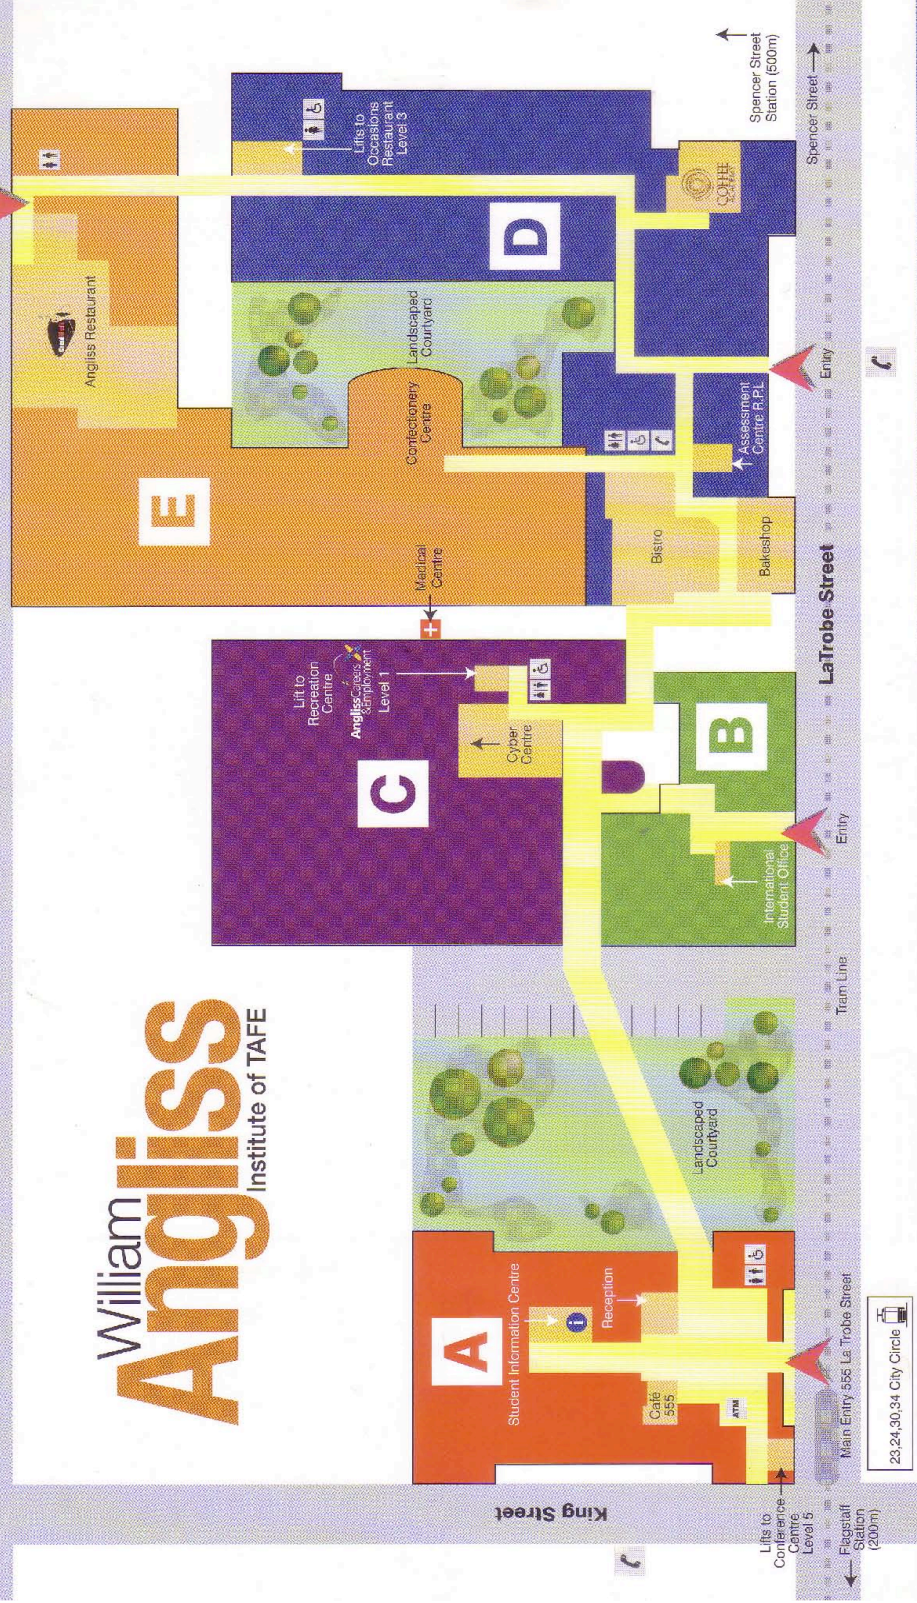 William
Angliss
Institute of TAFE
King Street
A
Student Information Centre
i
Reception
Café
555
ATM
Lifts to
Conference
Centre
Level 5
Flagstaff
Station
(200m)
Main Entry 555 La Trobe Street
23,24,30,34 City Circle
Landscaped
Courtyard
Tram Line
C
Lift to
Recreation
Centre
AnglissCareers
&Employment
Level 1
Cyber
Centre
B
International
Student Office
Entry
LaTrobe Street
Medical
Centre
E
Angliss Restaurant
Confectionery
Centre
Landscaped
Courtyard
Bistro
Bakeshop
Assessment
Centre R.P.L
Entry
D
Lifts to
Occasions
Restaurant
Level 3
COFFEE
ACADEMY
Spencer Street
Station (500m)
Spencer Street